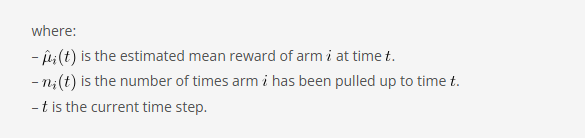 where:
– μ̂ᵢ(t) is the estimated mean reward of arm i at time t.
– nᵢ(t) is the number of times arm i has been pulled up to time t.
– t is the current time step.